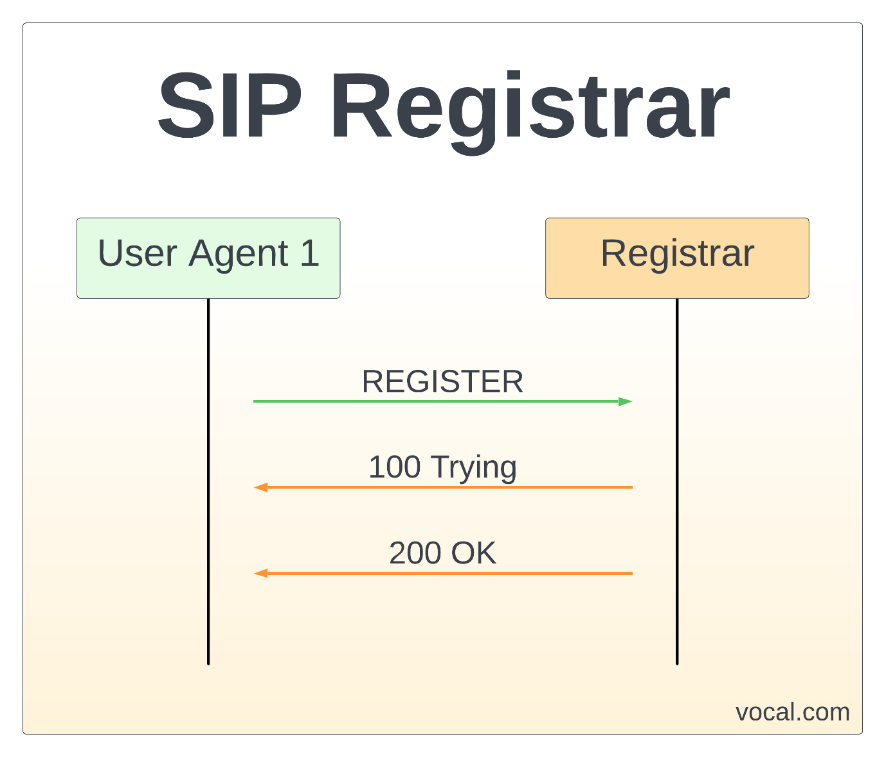 SIP Registrar
User Agent 1
Registrar
REGISTER
100 Trying
200 OK
vocal.com